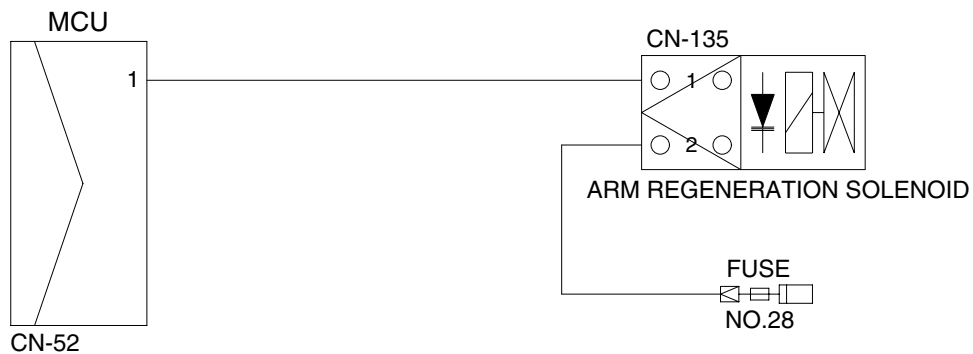 MCU
CN-135
1
1
2
ARM REGENERATION SOLENOID
FUSE
NO.28
CN-52